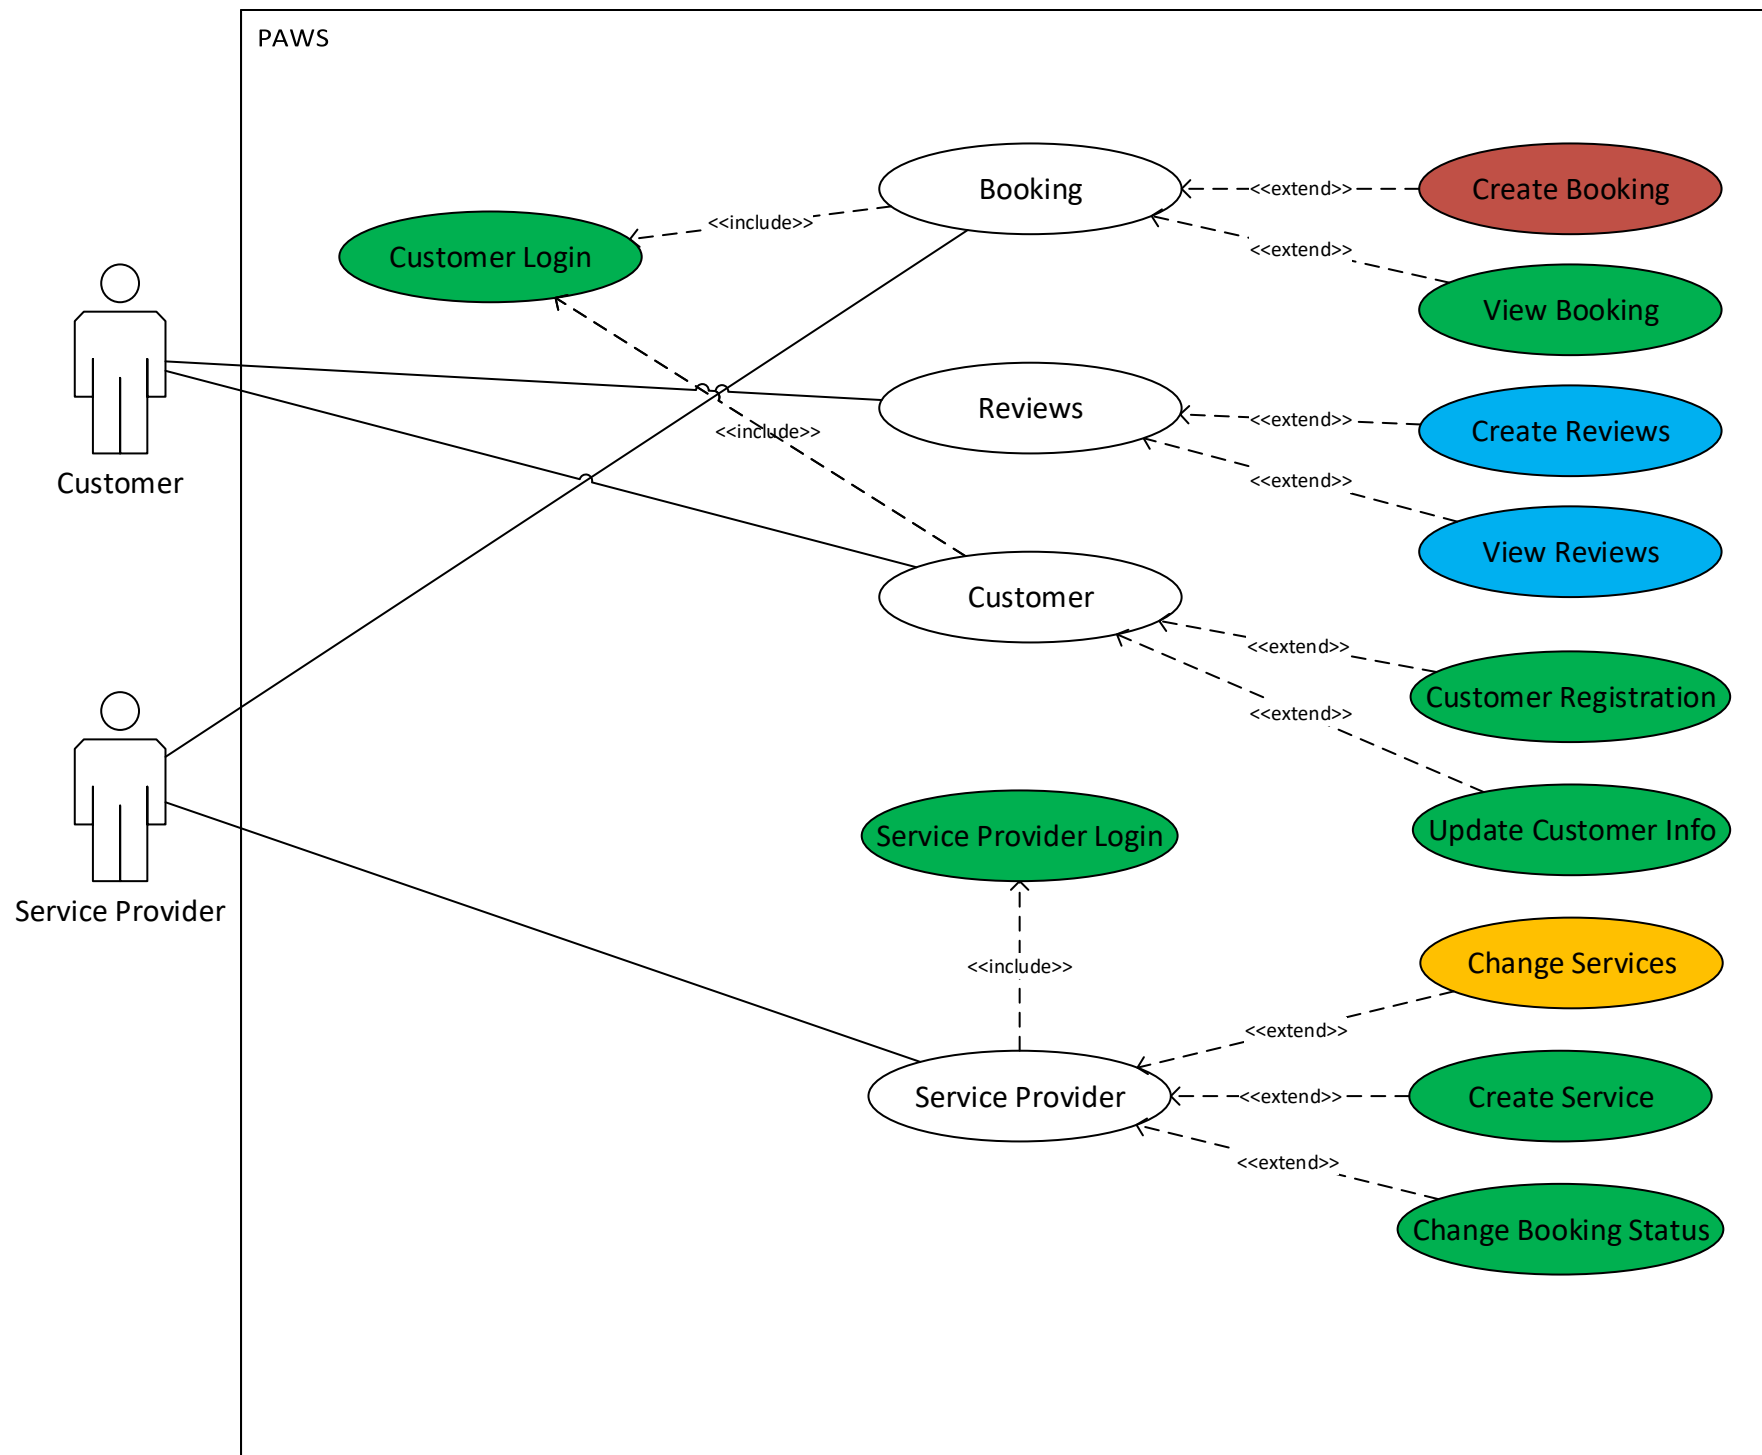 PAWS
Booking
<<extend>>
Create Booking
<<include>>
Customer Login
<<extend>>
View Booking
Customer
Reviews
<<extend>>
Create Reviews
<<include>>
<<extend>>
View Reviews
Customer
<<extend>>
Customer Registration
<<extend>>
Service Provider
Service Provider Login
Update Customer Info
<<include>>
Change Services
<<extend>>
Service Provider
<<extend>>
Create Service
<<extend>>
Change Booking Status